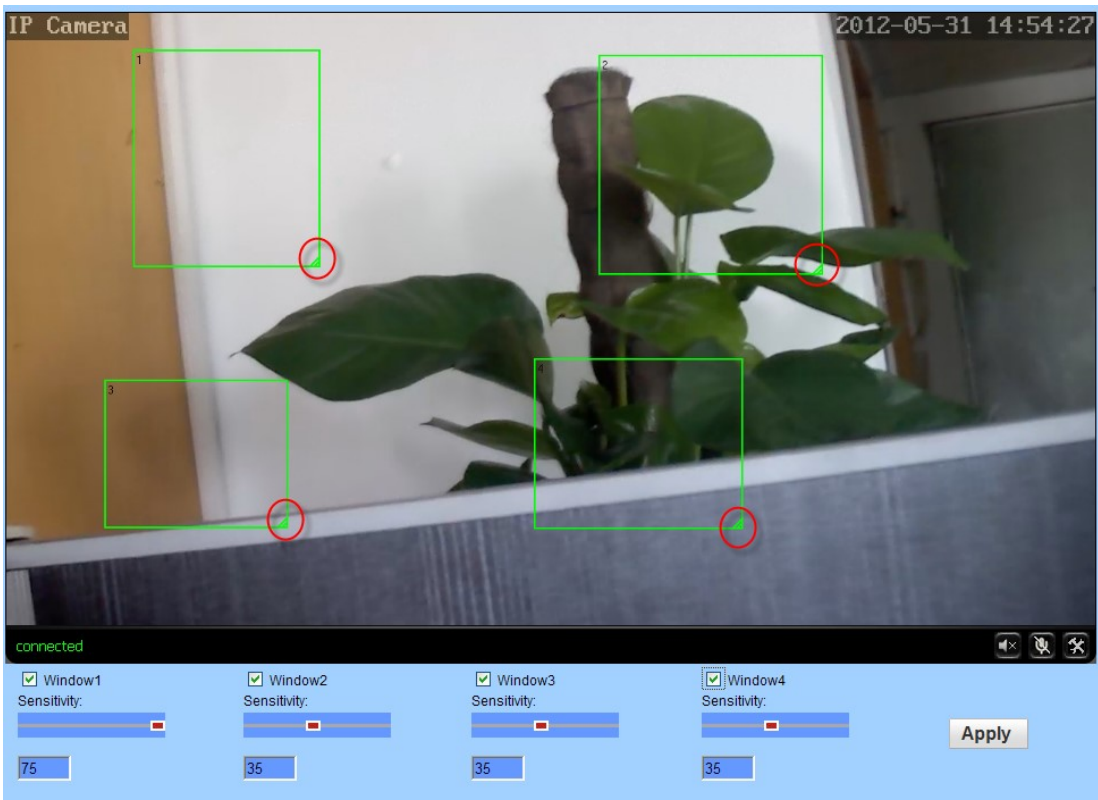 IP Camera 2012-05-31 14:54:27
1
2
3
4
connected
Window1 Window2 Window3 Window4
Sensitivity: Sensitivity: Sensitivity: Sensitivity:
Apply
75 35 35 35